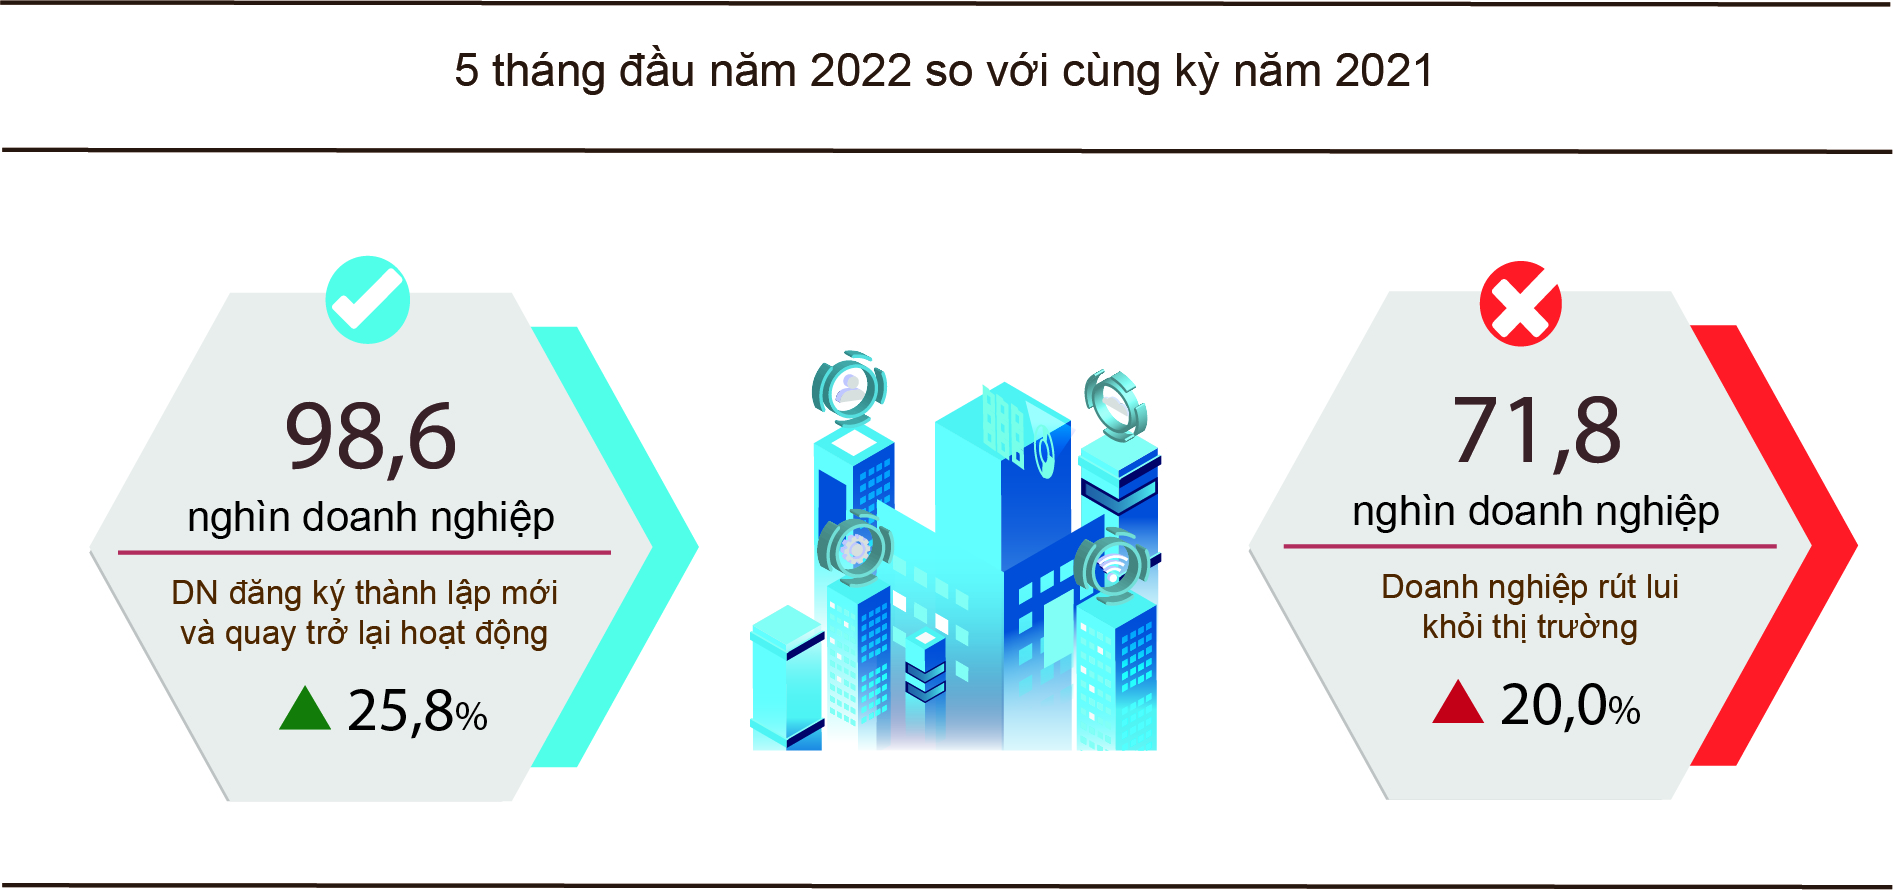 5 tháng đầu năm 2022 so với cùng kỳ năm 2021
98,6
nghìn doanh nghiệp
DN đăng ký thành lập mới
và quay trở lại hoạt động
25,8%
71,8
nghìn doanh nghiệp
Doanh nghiệp rút lui
khỏi thị trường
20,0%